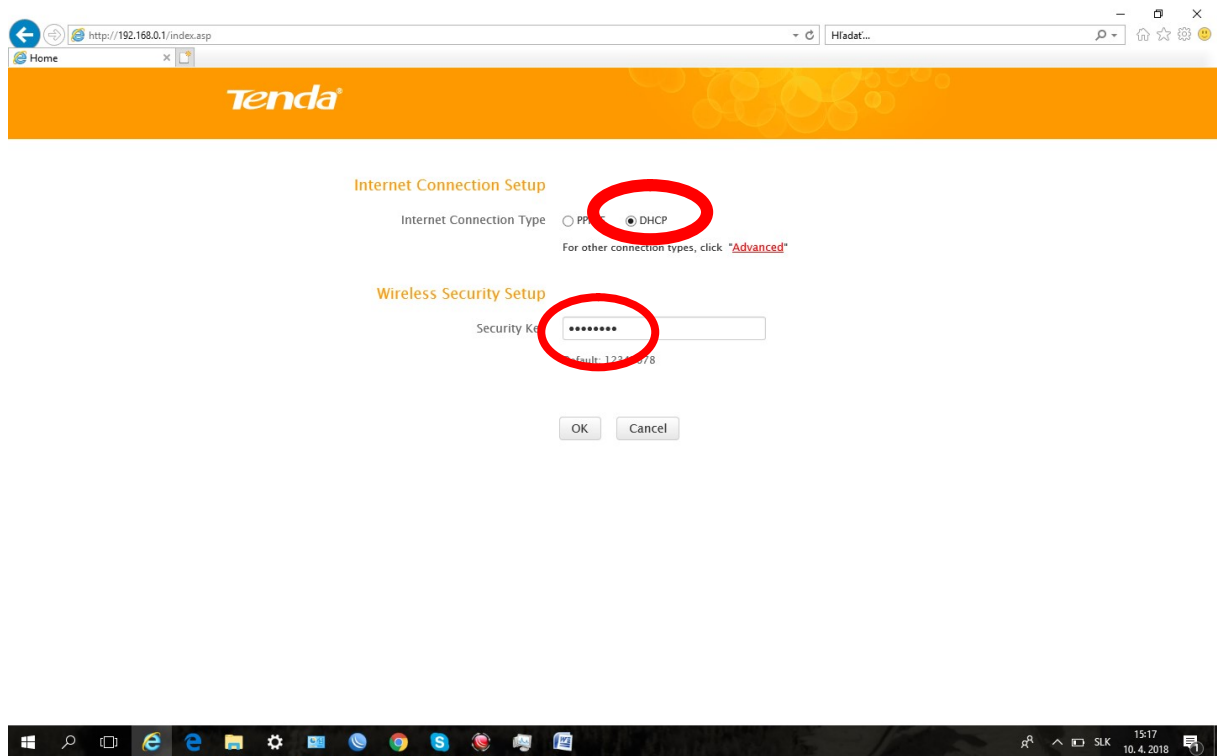 http://192.168.0.1/index.asp
Hľadať...
Home
Tenda
Internet Connection Setup
Internet Connection Type
DHCP
For other connection types, click "Advanced"
Wireless Security Setup
Security
••••••••
OK Cancel
SLK
15:17
10. 4. 2018